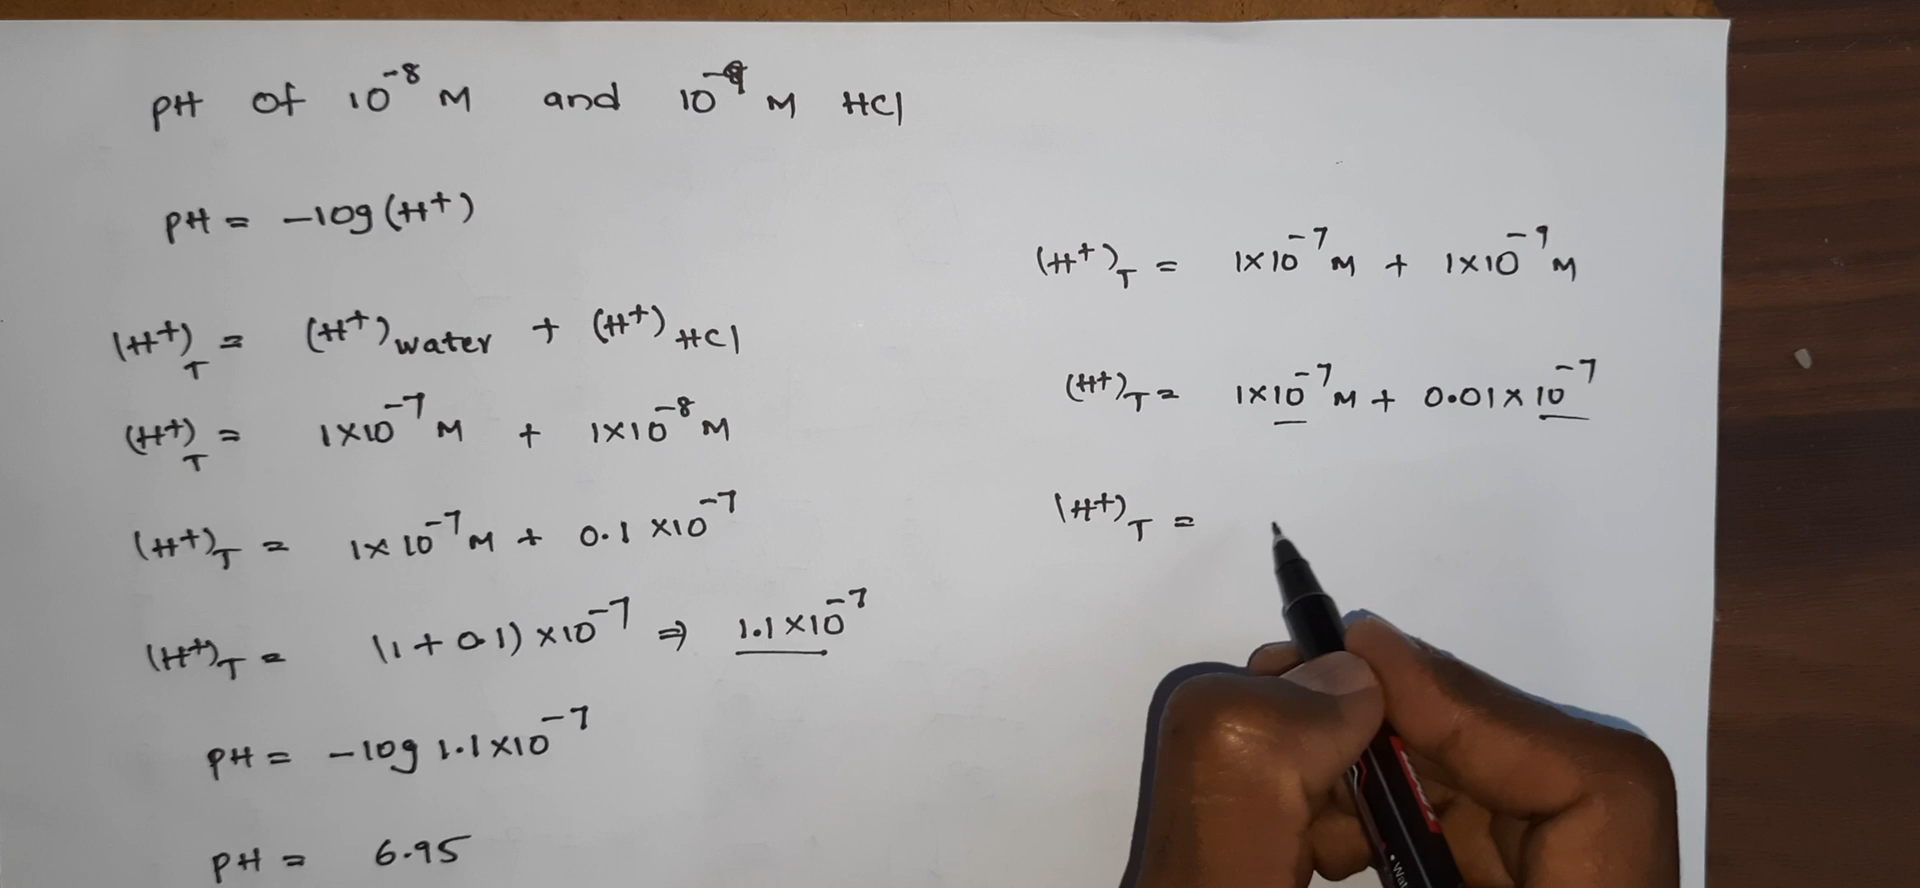 PH of 10⁻⁸ M and 10⁻⁹ M HCl
PH = -log(H⁺)
(H⁺)T = (H⁺)water + (H⁺)HCl
(H⁺)T = 1×10⁻⁷ M + 1×10⁻⁸ M
(H⁺)T = 1×10⁻⁷ M + 0.1×10⁻⁷
(H⁺)T = (1+0.1)×10⁻⁷ ⇒ 1.1×10⁻⁷
PH = -log 1.1×10⁻⁷
PH = 6.95
(H⁺)T = 1×10⁻⁷ M + 1×10⁻⁹ M
(H⁺)T = 1×10⁻⁷ M + 0.01×10⁻⁷
(H⁺)T =